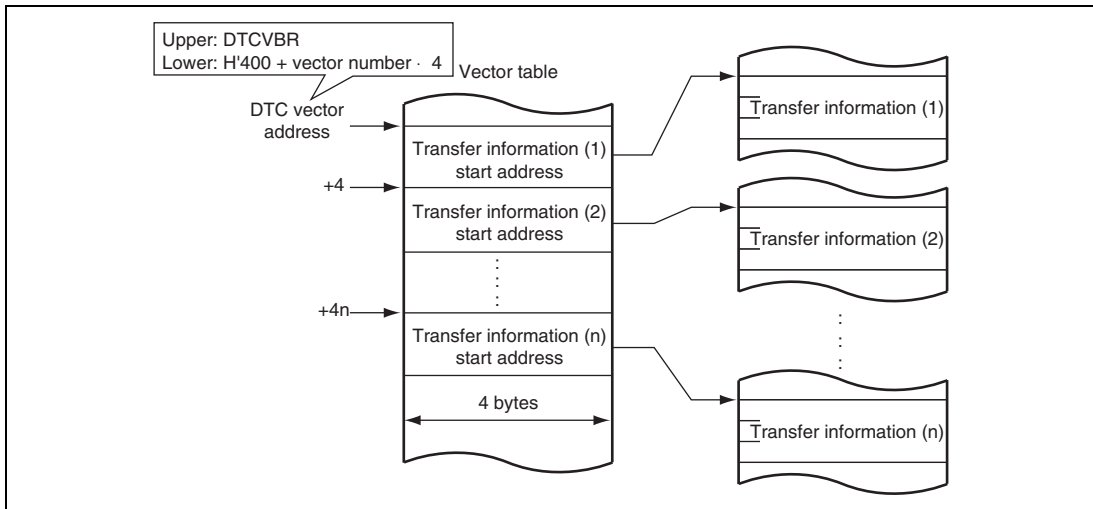 Upper: DTCVBR
Lower: H'400 + vector number · 4
Vector table
DTC vector
address
Transfer information (1)
start address
+4
Transfer information (2)
start address
+4n
Transfer information (n)
start address
4 bytes
Transfer information (1)
Transfer information (2)
Transfer information (n)